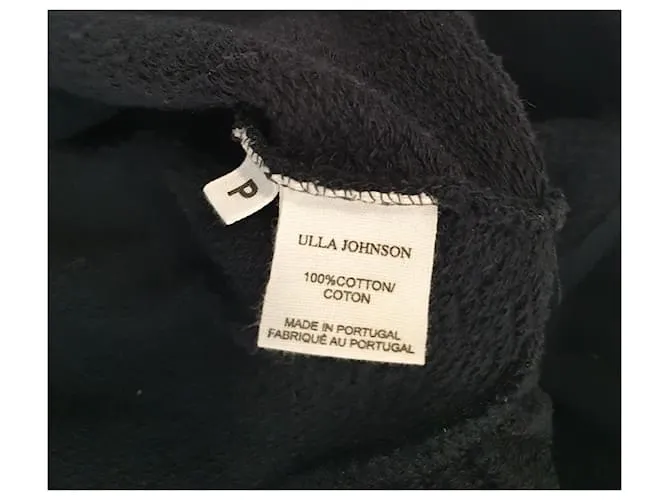 P
ULLA JOHNSON
100%COTTON/
COTON
MADE IN PORTUGAL
FABRIQUÉ AU PORTUGAL